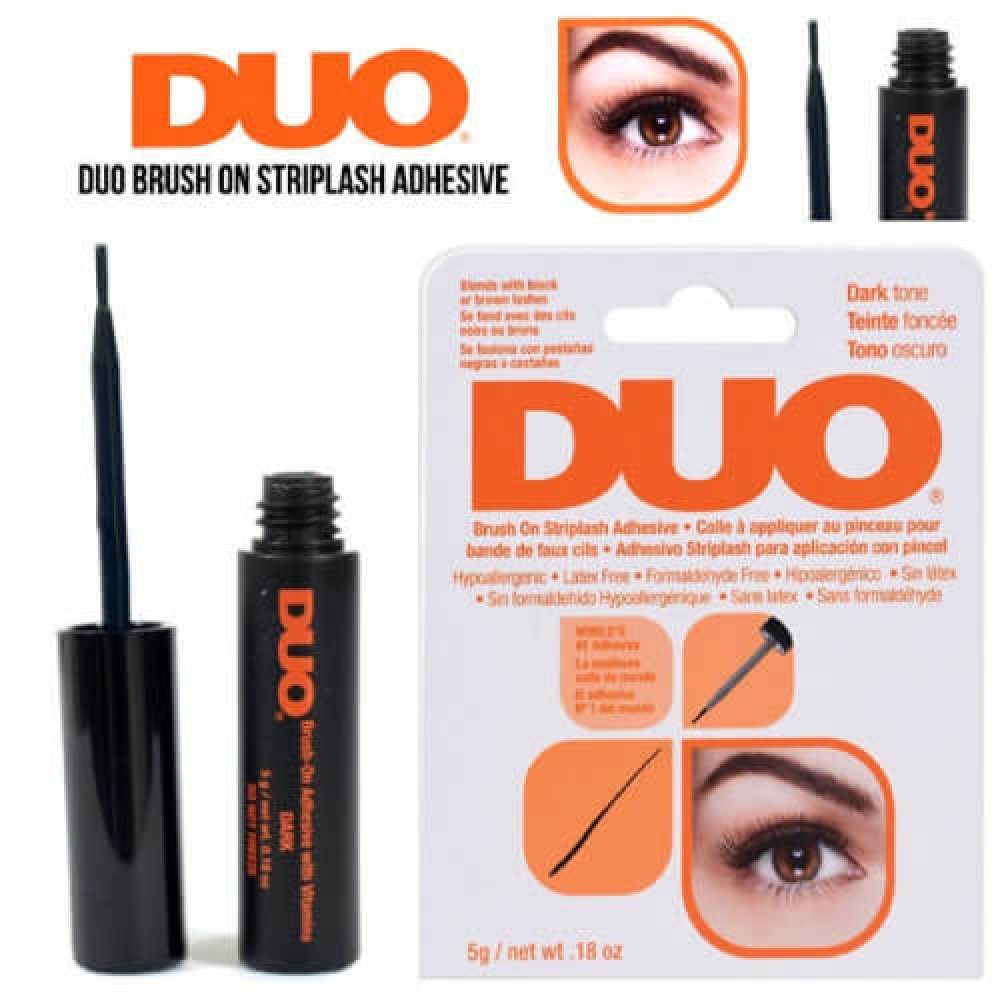 DUO®
DUO BRUSH ON STRIPLASH ADHESIVE
DUO
Blends with black
or brown lashes
Se fond avec des cils
noirs ou bruns
Se fusiona con pestañas
negras o castañas
Dark tone
Teinte foncée
Tono oscuro
DUO®
Brush On Striplash Adhesive • Colle à appliquer au pinceau pour
bande de faux cils • Adhesivo Striplash para aplicación con pincel
Hypoallergenic • Latex Free • Formaldehyde Free • Hipoalergénico • Sin látex
• Sin formaldehído Hypoallergénique • Sans latex • Sans formaldéhyde
WORLD'S
#1 Adhesive
La meilleure
colle du monde
El adhesivo
Nº 1 del mundo
5g / net wt .18 oz
DUO®
Brush-On Adhesive with Vitamins
DARK
5 g / net wt. 0.18 oz
DO NOT FREEZE